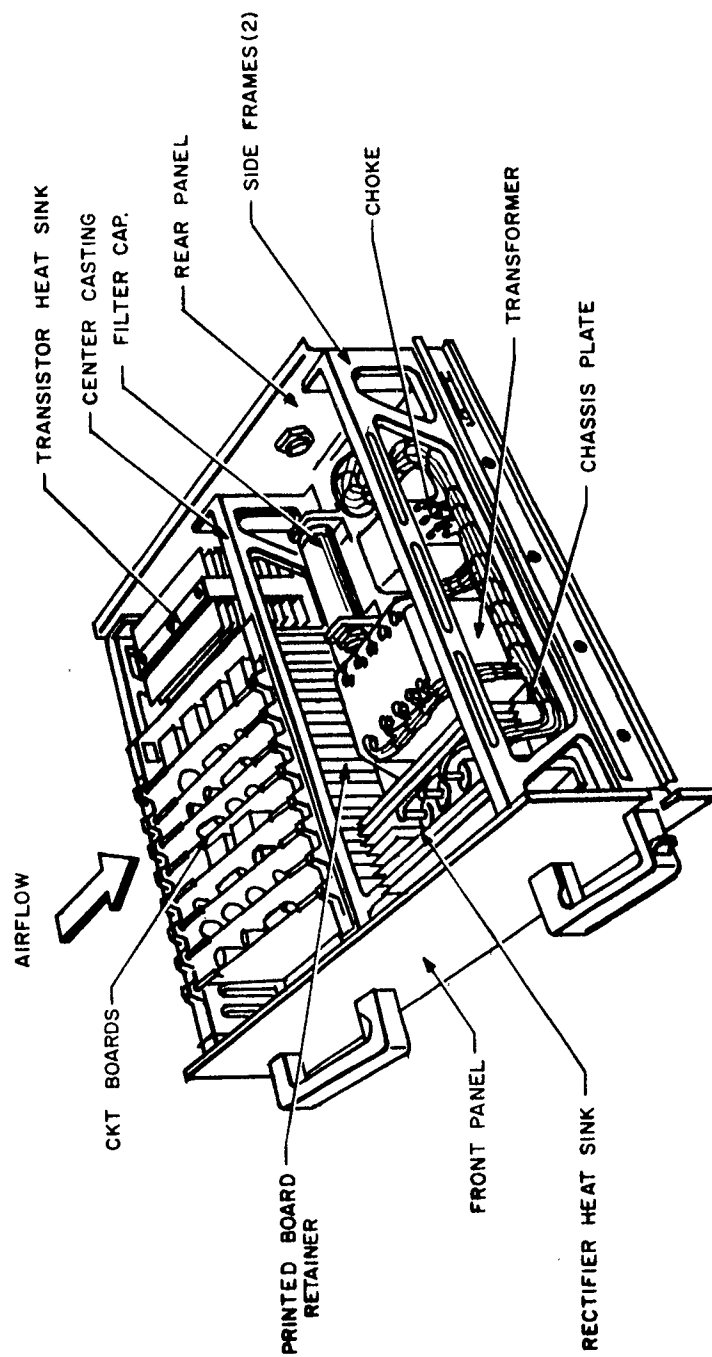 AIRFLOW
CKT BOARDS
PRINTED BOARD
RETAINER
FRONT PANEL
RECTIFIER HEAT SINK
TRANSISTOR HEAT SINK
CENTER CASTING
FILTER CAP.
REAR PANEL
SIDE FRAMES(2)
CHOKE
TRANSFORMER
CHASSIS PLATE